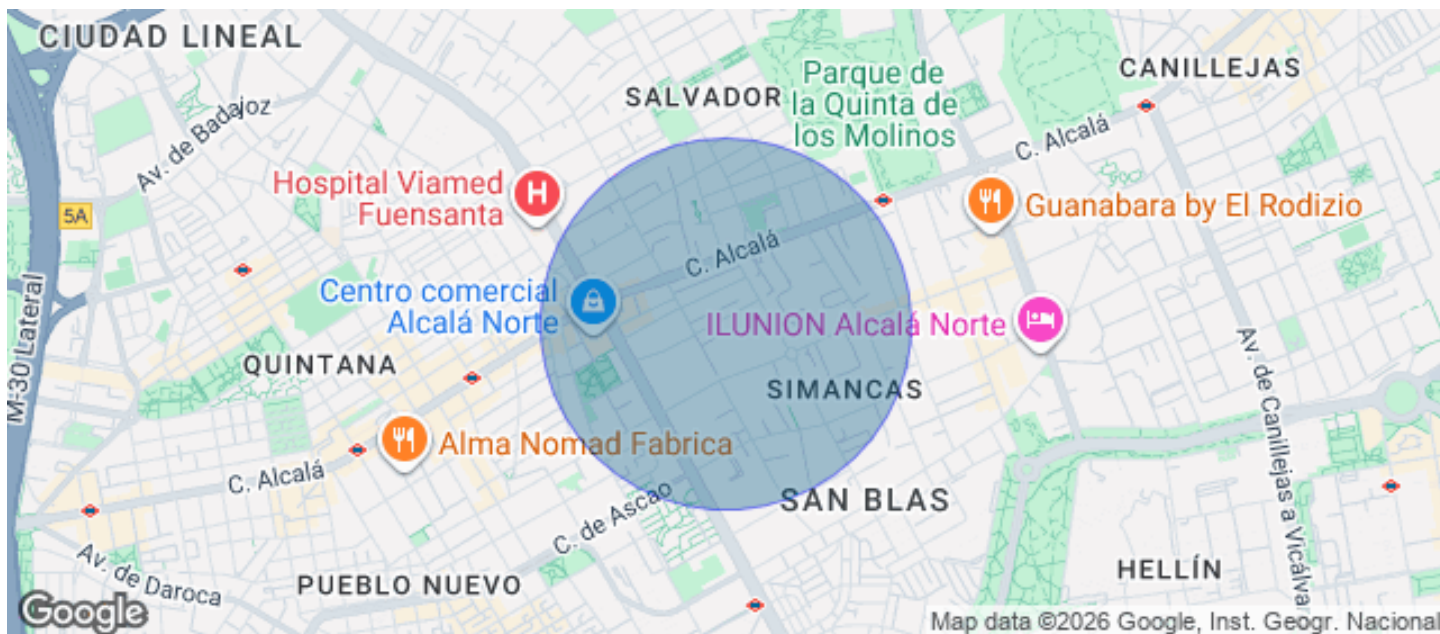 CIUDAD LINEAL
Av. de Badajoz
SALVADOR
Parque de
la Quinta de
los Molinos
CANILLEJAS
C. Alcalá
Hospital Viamed
Fuensanta
H
5A
Guanabara by El Rodizio
C. Alcalá
Centro comercial
Alcalá Norte
ILUNION Alcalá Norte
M-30 Lateral
QUINTANA
SIMANCAS
Av. de Canillejas a Vicálvar
Alma Nomad Fabrica
C. Alcalá
C. de Ascao
SAN BLAS
Av. de Daroca
PUEBLO NUEVO
HELLÍN
Google
Map data ©2026 Google, Inst. Geogr. Nacional